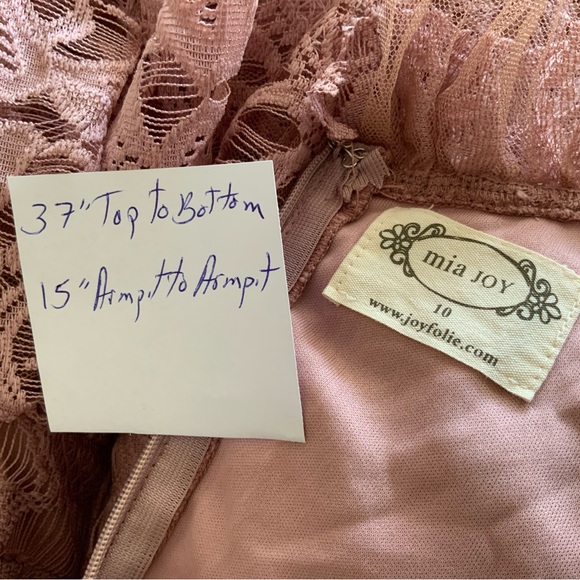 37" Top to Bottom
15" Armpit to Armpit
mia JOY
10
www.joyfolie.com